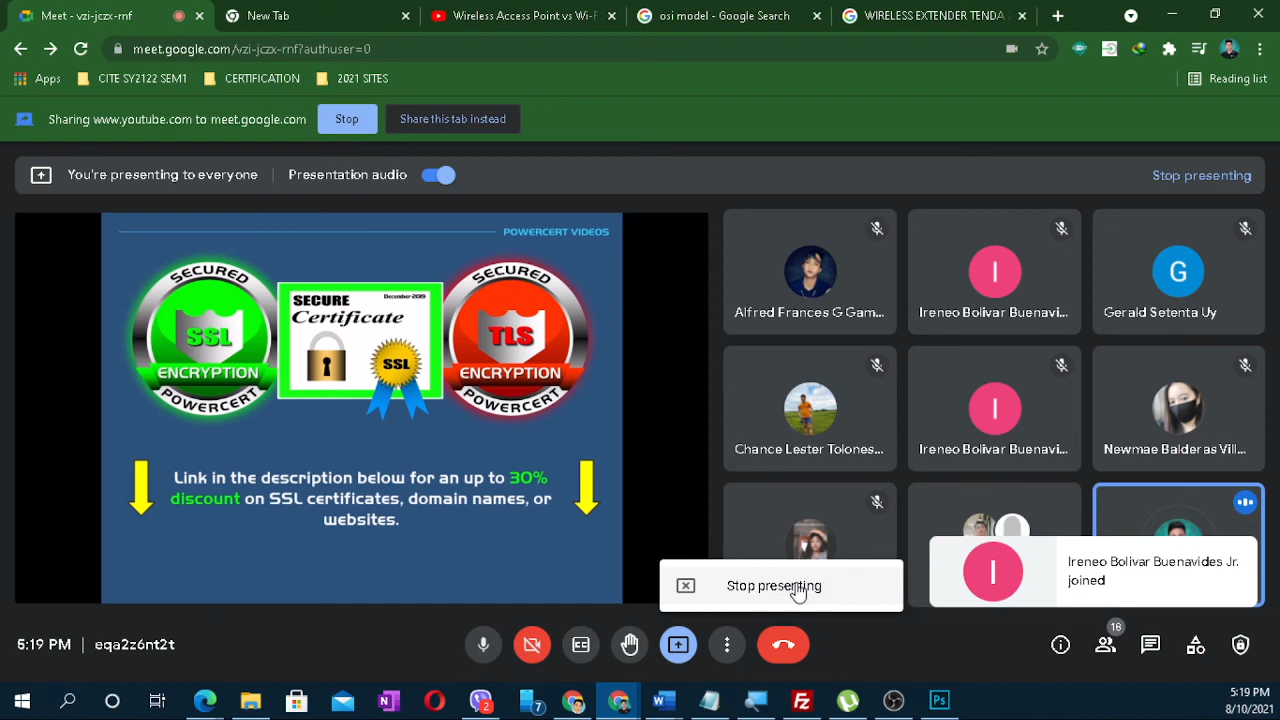 Meet - vzi-jczx-rnf
New Tab
Wireless Access Point vs Wi-F
osi model - Google Search
WIRELESS EXTENDER TENDA
meet.google.com/vzi-jczx-rnf?authuser=0
Apps
CITE SY2122 SEM1
CERTIFICATION
2021 SITES
Reading list
Sharing www.youtube.com to meet.google.com
Stop
Share this tab instead
You're presenting to everyone
Presentation audio
Stop presenting
POWERCERT VIDEOS
SECURED
SSL
ENCRYPTION
POWERCERT
SECURE
December 2019
Certificate
SSL
SECURED
TLS
ENCRYPTION
POWERCERT
Link in the description below for an up to 30%
discount on SSL certificates, domain names, or
websites.
Alfred Frances G Gam...
Ireneo Bolivar Buenavi...
Gerald Setenta Uy
Chance Lester Tolones...
Ireneo Bolivar Buenavi...
Newmae Balderas Vill...
Stop presenting
Ireneo Bolivar Buenavides Jr.
joined
5:19 PM | eqa2z6nt2t
18
2
7
5:19 PM
8/10/2021